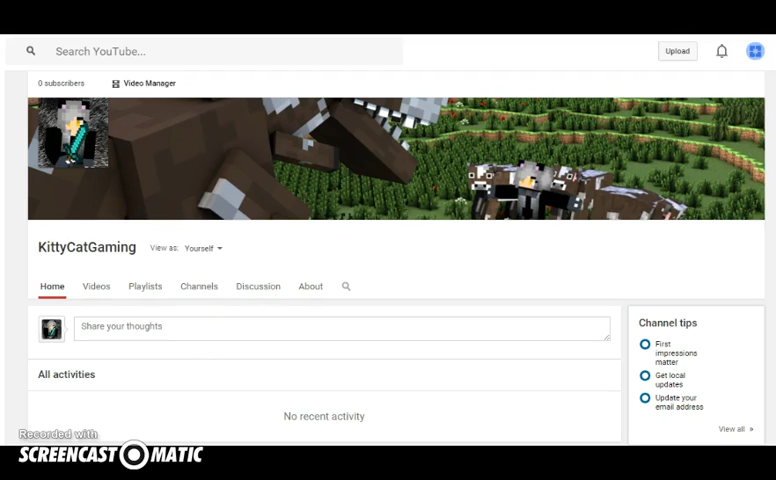 Search YouTube...
Upload
0 subscribers
Video Manager
KittyCatGaming
View as: Yourself
Home Videos Playlists Channels Discussion About
Share your thoughts
All activities
No recent activity
Channel tips
First
impressions
matter
Get local
updates
Update your
email address
View all »
Recorded with
SCREENCAST MATIC